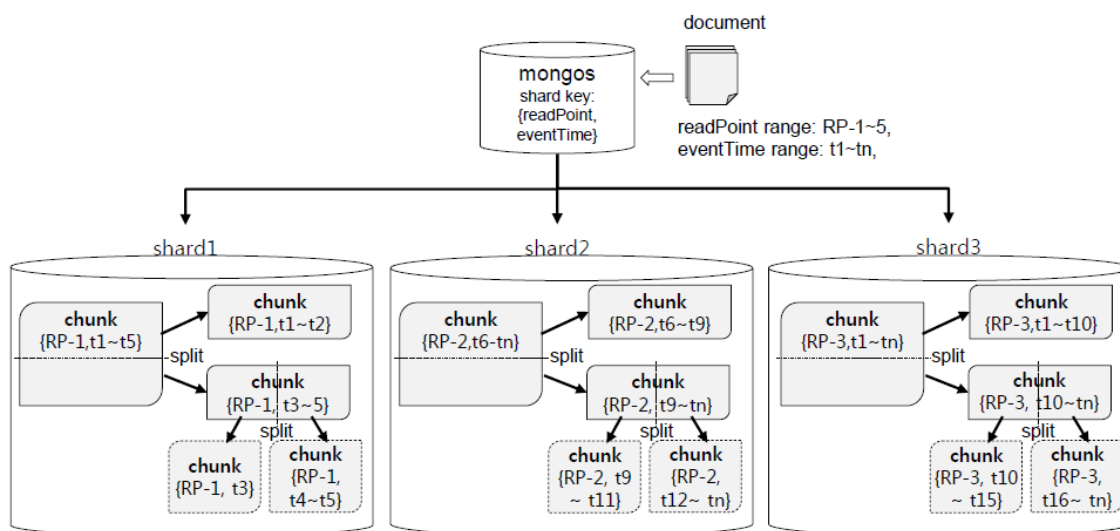 document
mongos
shard key:
{readPoint,
eventTime}
readPoint range: RP-1~5,
eventTime range: t1~tn,
shard1
shard2
shard3
chunk
{RP-1,t1~t5}
chunk
{RP-1,t1~t2}
split
chunk
{RP-1, t3~5}
split
chunk
{RP-1, t3}
chunk
{RP-1,
t4~t5}
chunk
{RP-2,t6-tn}
chunk
{RP-2,t6~t9}
split
chunk
{RP-2, t9~tn}
split
chunk
{RP-2, t9
~ t11}
chunk
{RP-2,
t12~ tn}
chunk
{RP-3,t1~tn}
chunk
{RP-3,t1~t10}
split
chunk
{RP-3, t10~tn}
split
chunk
{RP-3, t10
~ t15}
chunk
{RP-3,
t16~ tn}